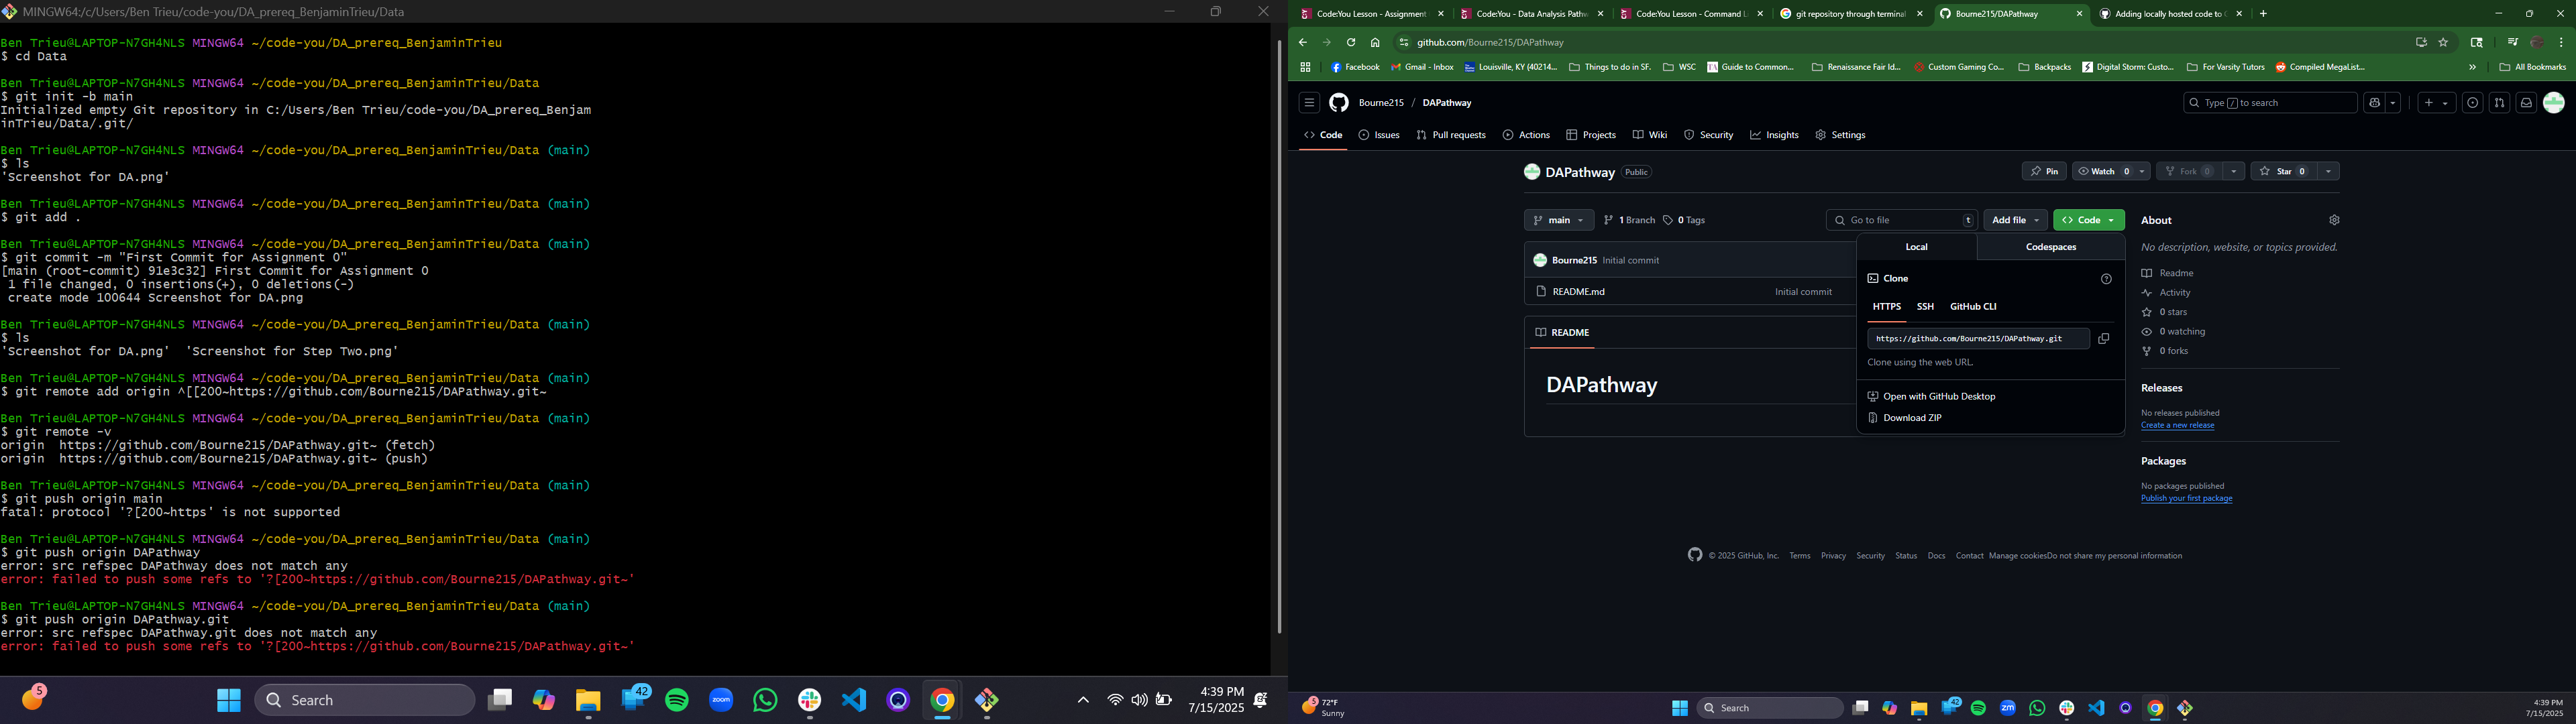 MINGW64:/c/Users/Ben Trieu/code-you/DA_prereq_BenjaminTrieu/Data
Ben Trieu@LAPTOP-N7GH4NLS MINGW64 ~/code-you/DA_prereq_BenjaminTrieu
$ cd Data
Ben Trieu@LAPTOP-N7GH4NLS MINGW64 ~/code-you/DA_prereq_BenjaminTrieu/Data
$ git init -b main
Initialized empty Git repository in C:/Users/Ben Trieu/code-you/DA_prereq_Benjam
inTrieu/Data/.git/
Ben Trieu@LAPTOP-N7GH4NLS MINGW64 ~/code-you/DA_prereq_BenjaminTrieu/Data (main)
$ ls
'Screenshot for DA.png'
Ben Trieu@LAPTOP-N7GH4NLS MINGW64 ~/code-you/DA_prereq_BenjaminTrieu/Data (main)
$ git add .
Ben Trieu@LAPTOP-N7GH4NLS MINGW64 ~/code-you/DA_prereq_BenjaminTrieu/Data (main)
$ git commit -m "First Commit for Assignment 0"
[main (root-commit) 91e3c32] First Commit for Assignment 0
1 file changed, 0 insertions(+), 0 deletions(-)
create mode 100644 Screenshot for DA.png
Ben Trieu@LAPTOP-N7GH4NLS MINGW64 ~/code-you/DA_prereq_BenjaminTrieu/Data (main)
$ ls
'Screenshot for DA.png'  'Screenshot for Step Two.png'
Ben Trieu@LAPTOP-N7GH4NLS MINGW64 ~/code-you/DA_prereq_BenjaminTrieu/Data (main)
$ git remote add origin ^[[200~https://github.com/Bourne215/DAPathway.git~
Ben Trieu@LAPTOP-N7GH4NLS MINGW64 ~/code-you/DA_prereq_BenjaminTrieu/Data (main)
$ git remote -v
origin  https://github.com/Bourne215/DAPathway.git~ (fetch)
origin  https://github.com/Bourne215/DAPathway.git~ (push)
Ben Trieu@LAPTOP-N7GH4NLS MINGW64 ~/code-you/DA_prereq_BenjaminTrieu/Data (main)
$ git push origin main
fatal: protocol '?[200~https' is not supported
Ben Trieu@LAPTOP-N7GH4NLS MINGW64 ~/code-you/DA_prereq_BenjaminTrieu/Data (main)
$ git push origin DAPathway
error: src refspec DAPathway does not match any
error: failed to push some refs to '?[200~https://github.com/Bourne215/DAPathway.git~'
Ben Trieu@LAPTOP-N7GH4NLS MINGW64 ~/code-you/DA_prereq_BenjaminTrieu/Data (main)
$ git push origin DAPathway.git
error: src refspec DAPathway.git does not match any
error: failed to push some refs to '?[200~https://github.com/Bourne215/DAPathway.git~'
5
Search
42
zoom
4:39 PM
7/15/2025
Code:You Lesson - Assignment
Code:You - Data Analysis Pathw
Code:You Lesson - Command Li
git repository through terminal
Bourne215/DAPathway
Adding locally hosted code to G
github.com/Bourne215/DAPathway
Facebook
Gmail - Inbox
Louisville, KY (40214...
Things to do in SF.
WSC
Guide to Common...
Renaissance Fair Id...
Custom Gaming Co...
Backpacks
Digital Storm: Custo...
For Varsity Tutors
Compiled MegaList...
All Bookmarks
Bourne215 / DAPathway
Type / to search
Code
Issues
Pull requests
Actions
Projects
Wiki
Security
Insights
Settings
DAPathway Public
Pin
Watch 0
Fork 0
Star 0
main
1 Branch
0 Tags
Go to file t
Add file
Code
Bourne215 Initial commit
README.md Initial commit
README
DAPathway
Local
Codespaces
Clone
HTTPS SSH GitHub CLI
https://github.com/Bourne215/DAPathway.git
Clone using the web URL.
Open with GitHub Desktop
Download ZIP
About
No description, website, or topics provided.
Readme
Activity
0 stars
0 watching
0 forks
Releases
No releases published
Create a new release
Packages
No packages published
Publish your first package
© 2025 GitHub, Inc. Terms Privacy Security Status Docs Contact Manage cookies Do not share my personal information
5
72°F
Sunny
Search
42
zm
4:39 PM
7/15/2025